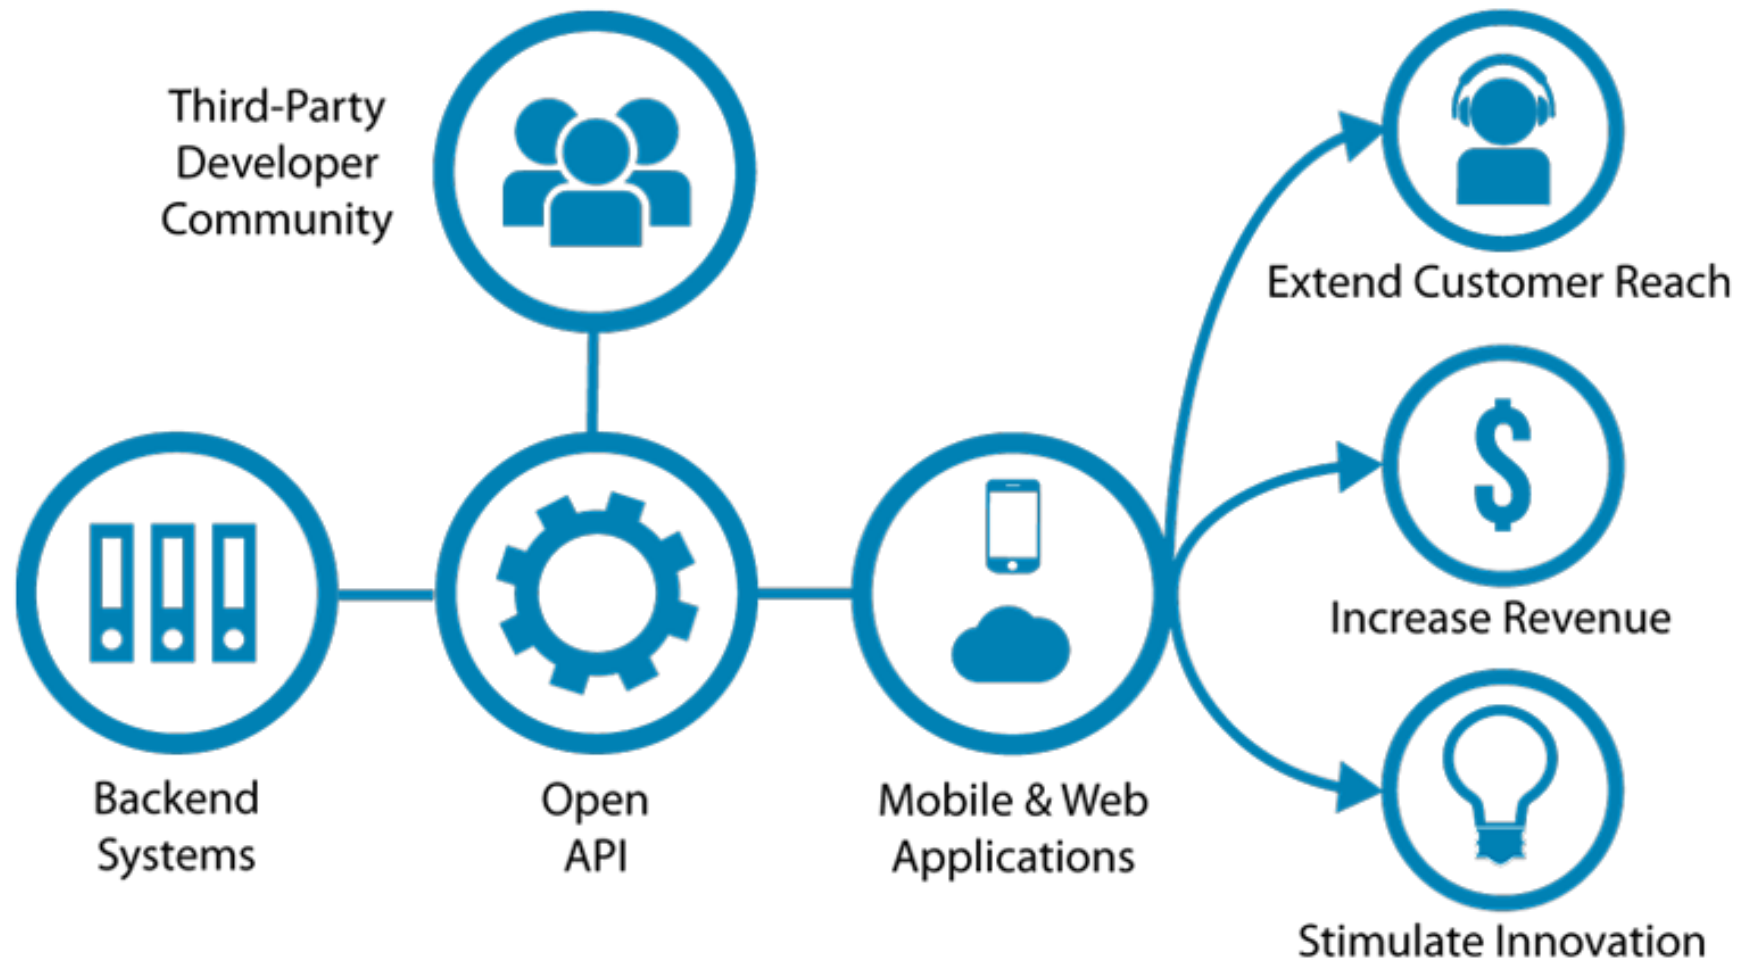 Third-Party
Developer
Community
Extend Customer Reach
Increase Revenue
Backend
Systems
Open
API
Mobile & Web
Applications
Stimulate Innovation